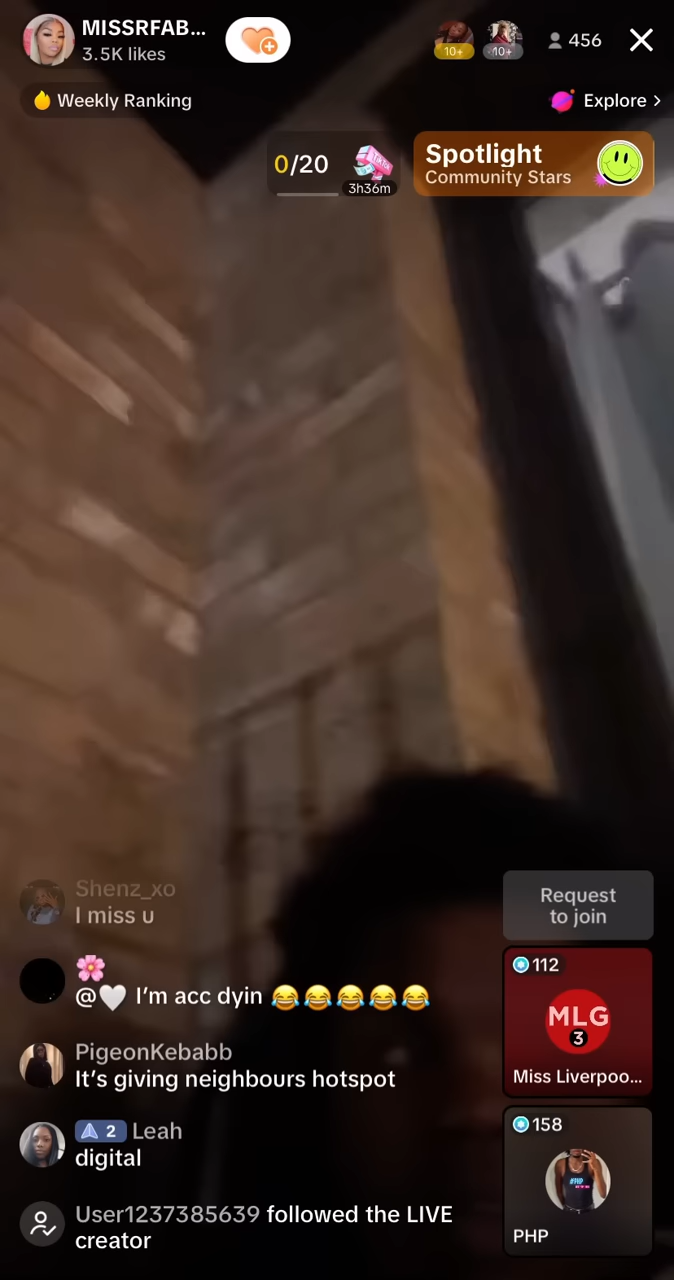 MISSRFAB...
3.5K likes
10+
10+
456
Weekly Ranking
Explore >
0/20
TikTok
3h36m
Spotlight
Community Stars
Shenz_xo
I miss u
Request
to join
🌸
@🤍 I'm acc dyin 😂😂😂😂😂
112
MLG
3
Miss Liverpoo...
PigeonKebabb
It's giving neighbours hotspot
2 Leah
digital
158
#PHP
PHP
User1237385639 followed the LIVE
creator